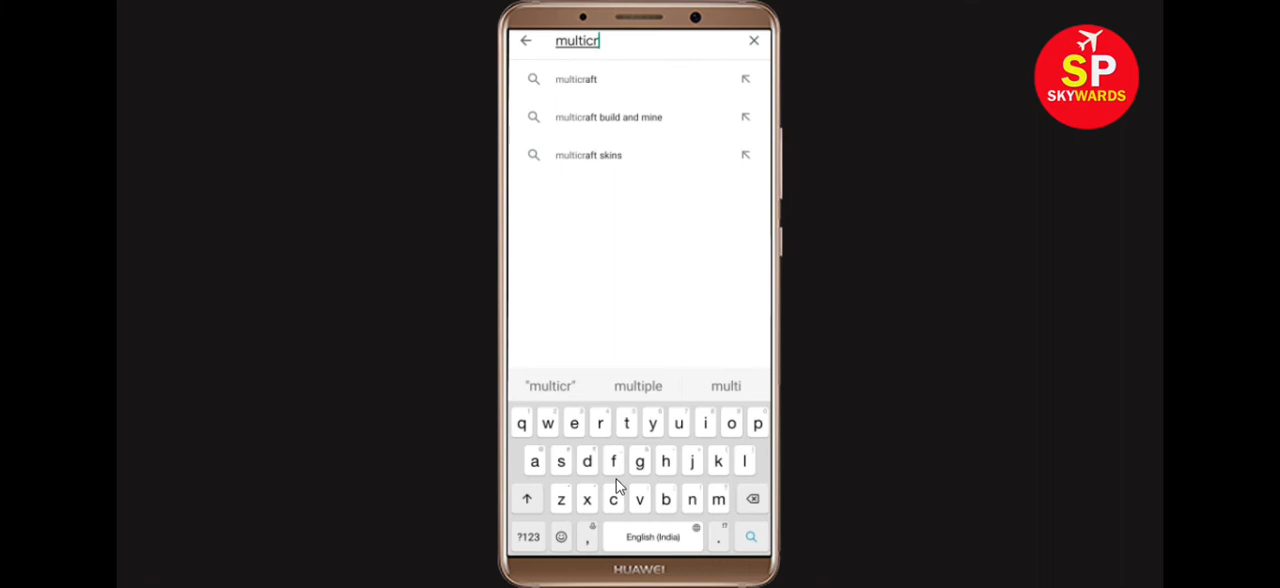 multicr
SP
SKYWARDS
multicraft
multicraft build and mine
multicraft skins
"multicr" multiple multi
q w e r t y u i o p
a s d f g h j k l
z x c v b n m
?123 , English (India) .
HUAWEI